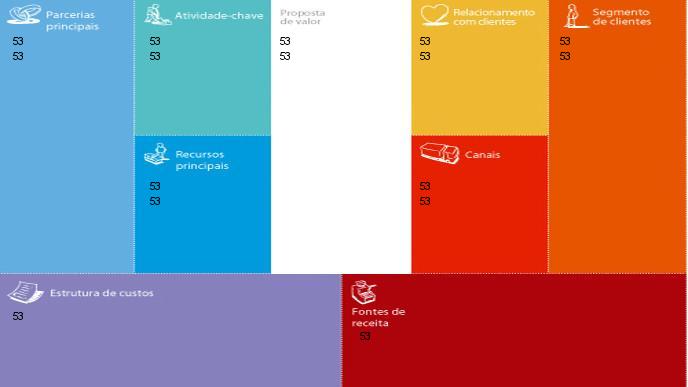 Parcerias
principais
53
53
Atividade-chave
53
53
Recursos
principais
53
53
Proposta
de valor
53
53
Relacionamento
com clientes
53
53
Canais
53
53
Segmento
de clientes
53
53
Estrutura de custos
53
Fontes de
receita
53